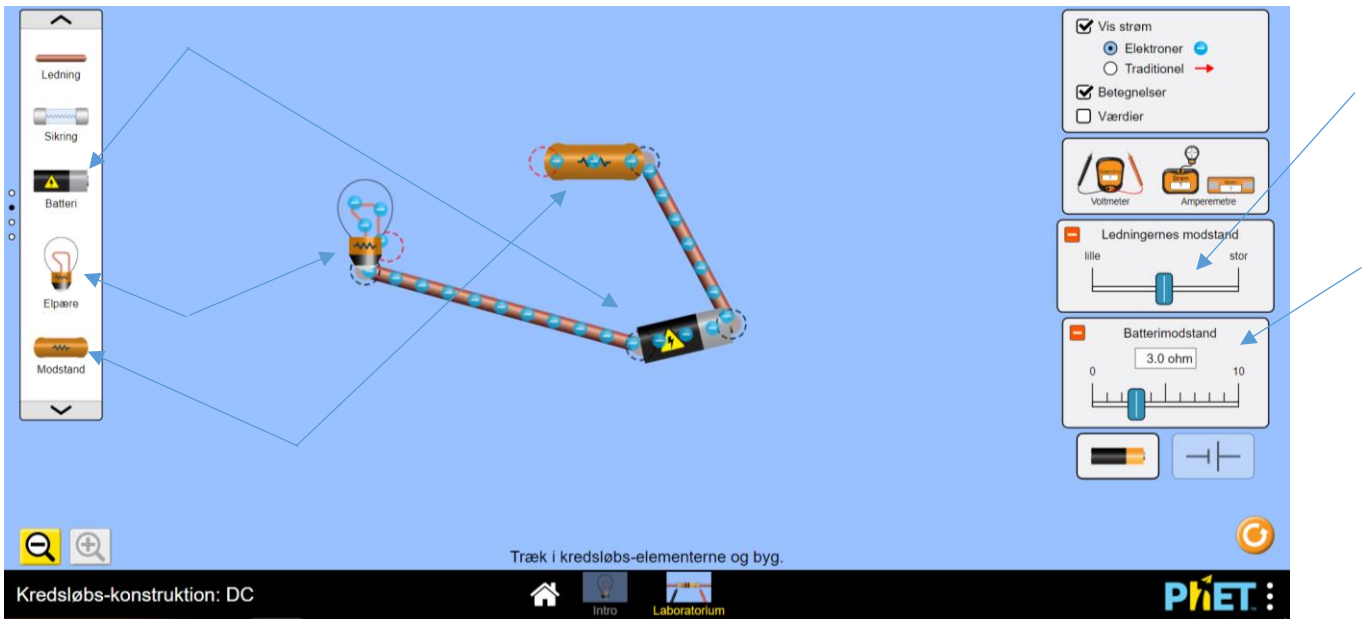 Ledning
Sikring
Batteri
Elpære
Modstand
Vis strøm
Elektroner
Traditionel
Betegnelser
Værdier
Voltmeter
Amperemetre
Strøm
Ledningernes modstand
lille stor
Batterimodstand
3.0 ohm
0 10
Træk i kredsløbs-elementerne og byg.
Kredsløbs-konstruktion: DC
Intro
Laboratorium
PhET